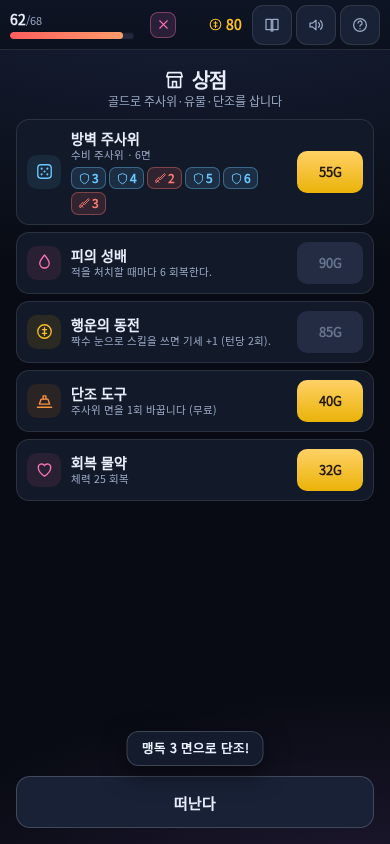 62/68
80
상점
골드로 주사위·유물·단조를 삽니다
방벽 주사위
수비 주사위 · 6면
3 4 2 5 6
3
55G
피의 성배
적을 처치할 때마다 6 회복한다.
90G
행운의 동전
짝수 눈으로 스킬을 쓰면 기세 +1 (턴당 2회).
85G
단조 도구
주사위 면을 1회 바꿉니다 (무료)
40G
회복 물약
체력 25 회복
32G
맹독 3 면으로 단조!
떠난다